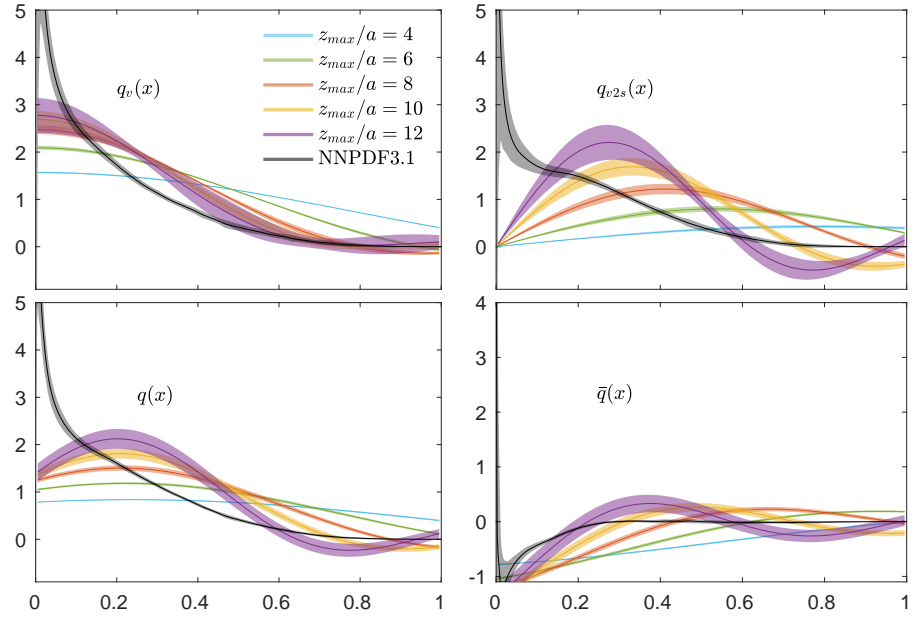 5
4
3
2
1
0
q_v(x)
z_max/a = 4
z_max/a = 6
z_max/a = 8
z_max/a = 10
z_max/a = 12
NNPDF3.1
5
4
3
2
1
0
q_v2s(x)
5
4
3
2
1
0
q(x)
0 0.2 0.4 0.6 0.8 1
4
3
2
1
0
-1
q̄(x)
0 0.2 0.4 0.6 0.8 1